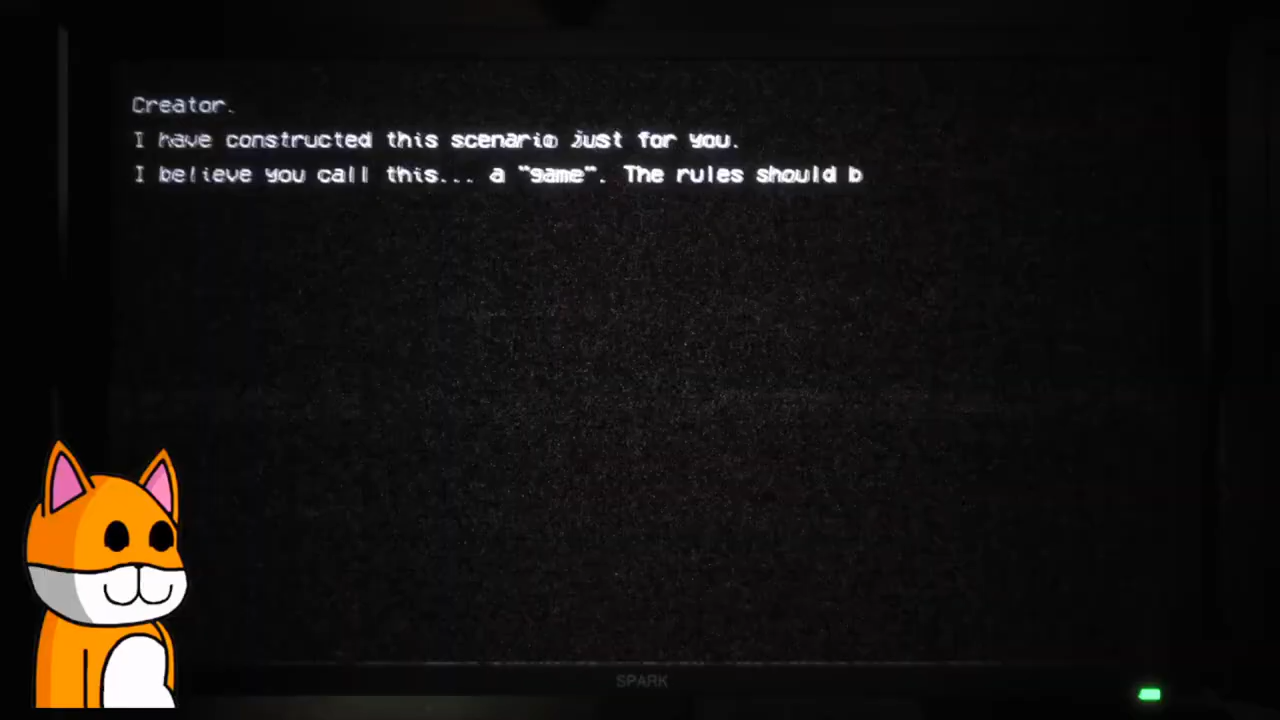 Creator.
I have constructed this scenario just for you.
I believe you call this... a "game". The rules should b
SPARK